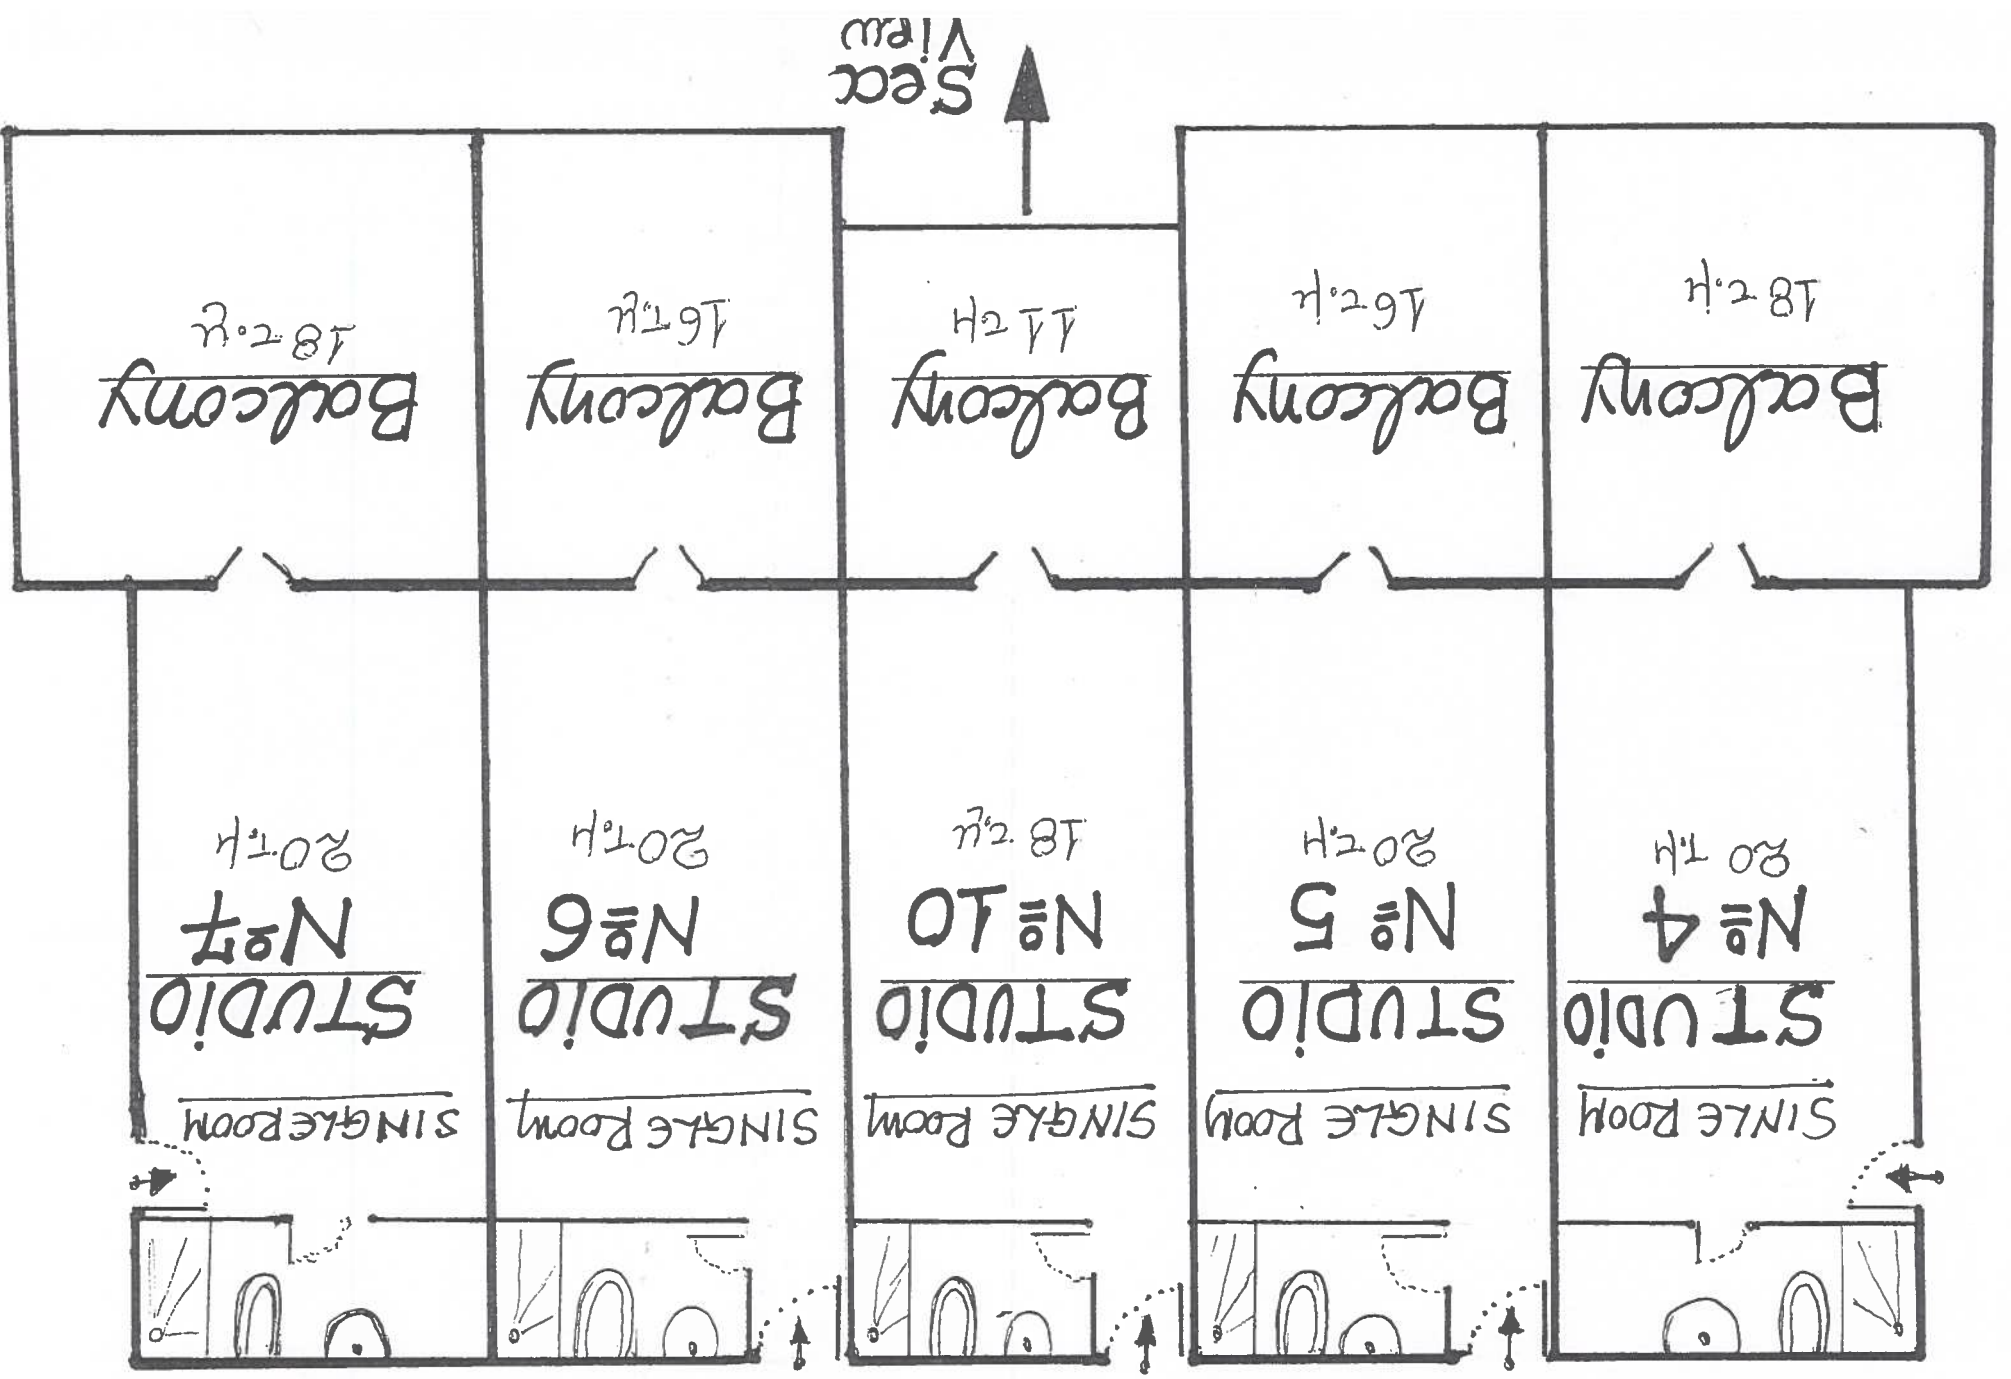 SINLE ROOM
STUDiO
Nº 4
20 τ.μ
SINGLE ROOM
STUDiO
Nº 5
20 τ.μ
SINGLE ROOM
STUDiO
Nº 10
18 τ.μ
SINGLE ROOM
STUDiO
Nº 6
20 τ.μ
SINGLE ROOM
STUDiO
Nº 7
20 τ.μ
Balcony
18 τ.μ
Balcony
16 τ.μ
Balcony
11 τμ
Balcony
16 τ.μ
Balcony
18 τ.μ
Sea
View